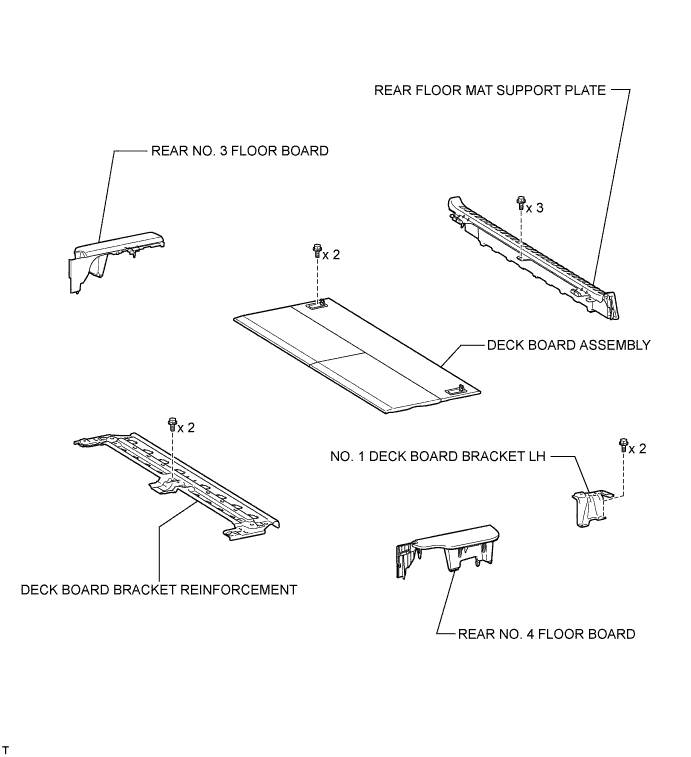 REAR FLOOR MAT SUPPORT PLATE
REAR NO. 3 FLOOR BOARD
x 3
x 2
DECK BOARD ASSEMBLY
x 2
x 2
NO. 1 DECK BOARD BRACKET LH
DECK BOARD BRACKET REINFORCEMENT
REAR NO. 4 FLOOR BOARD
T